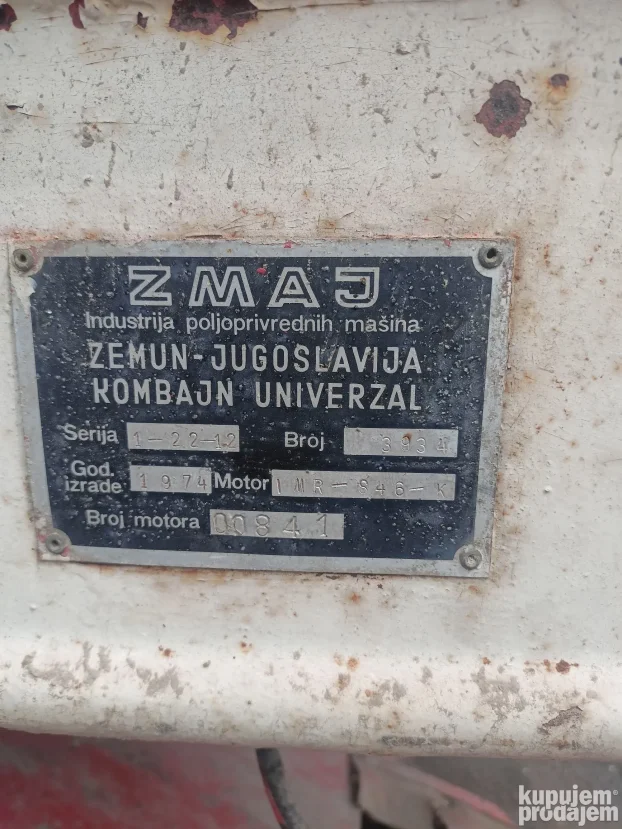 ZMAJ
Industrija poljoprivrednih mašina
ZEMUN-JUGOSLAVIJA
KOMBAJN UNIVERZAL
Serija 1-22-12 Broj 3934
God. izrade 1974 Motor IMR-S46-K
Broj motora 00841
kupujem
prodajem